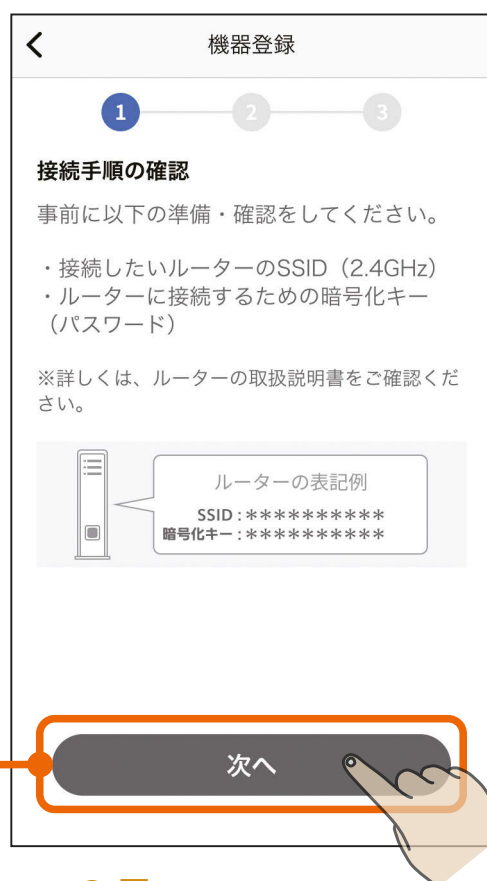 機器登録
1 2 3
接続手順の確認
事前に以下の準備・確認をしてください。
・接続したいルーターのSSID（2.4GHz）
・ルーターに接続するための暗号化キー
（パスワード）
※詳しくは、ルーターの取扱説明書をご確認くだ
さい。
ルーターの表記例
SSID：**********
暗号化キー：**********
次へ